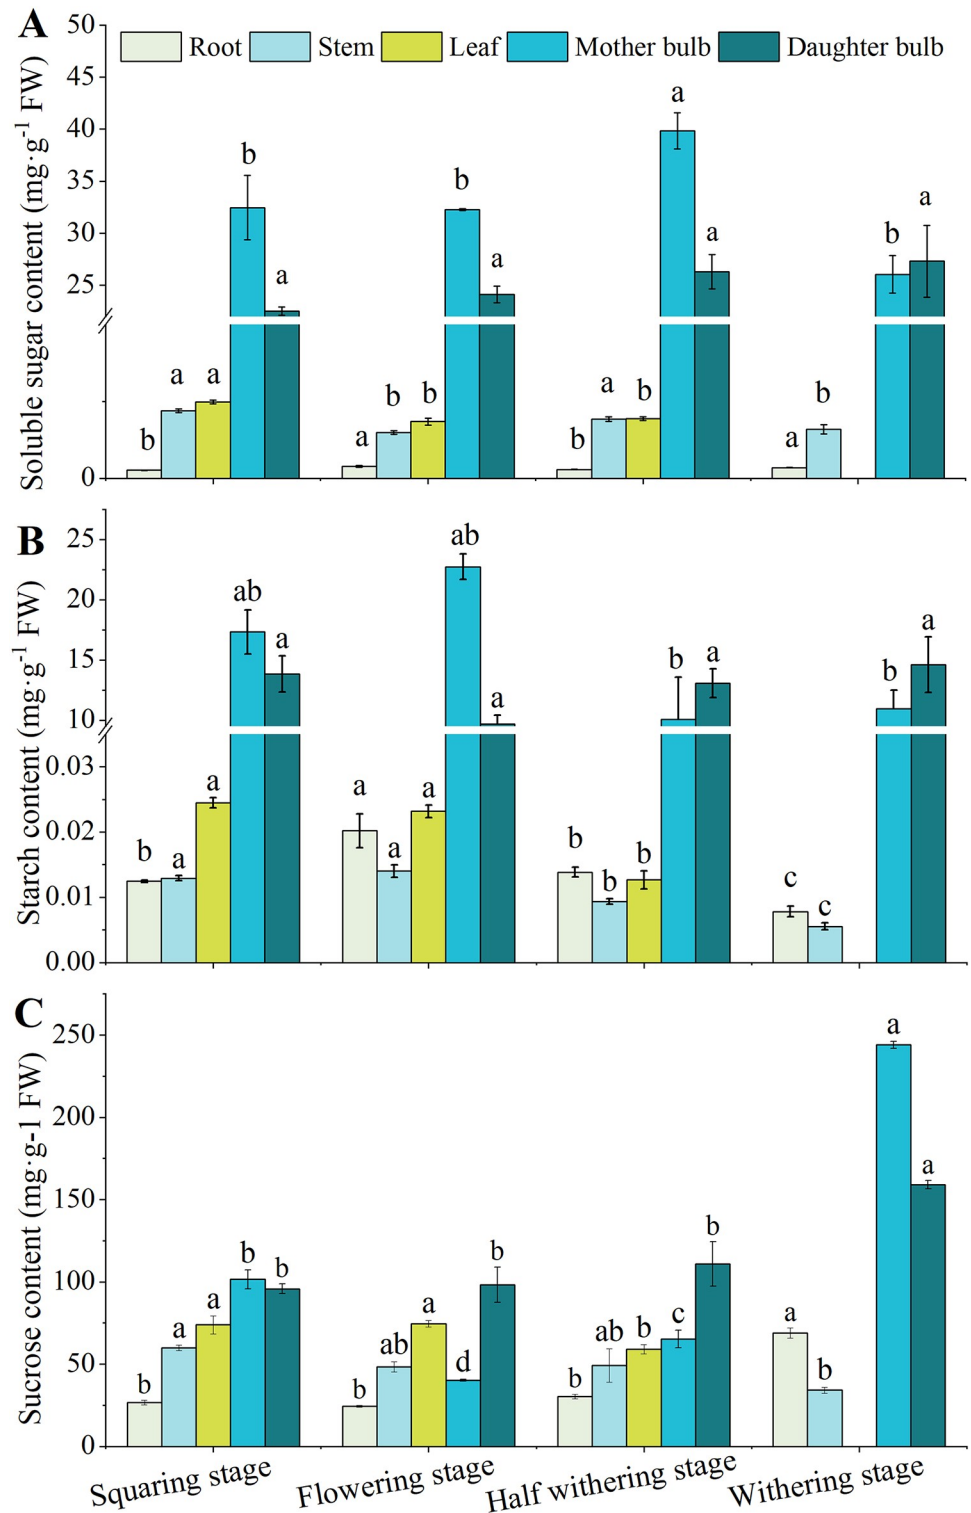 A
Root Stem Leaf Mother bulb Daughter bulb
Soluble sugar content (mg·g-1 FW)
50
45
40
35
30
25
0
b a a b a
a b b b a
b a b a a
a b b a
B
Starch content (mg·g-1 FW)
25
20
15
10
0.03
0.02
0.01
0.00
b a a ab a
a a a ab a
b b b b a
c c b a
C
Sucrose content (mg·g-1 FW)
250
200
150
100
50
0
b a a b b
b ab a d b
b ab b c b
a b a a
Squaring stage Flowering stage Half withering stage Withering stage